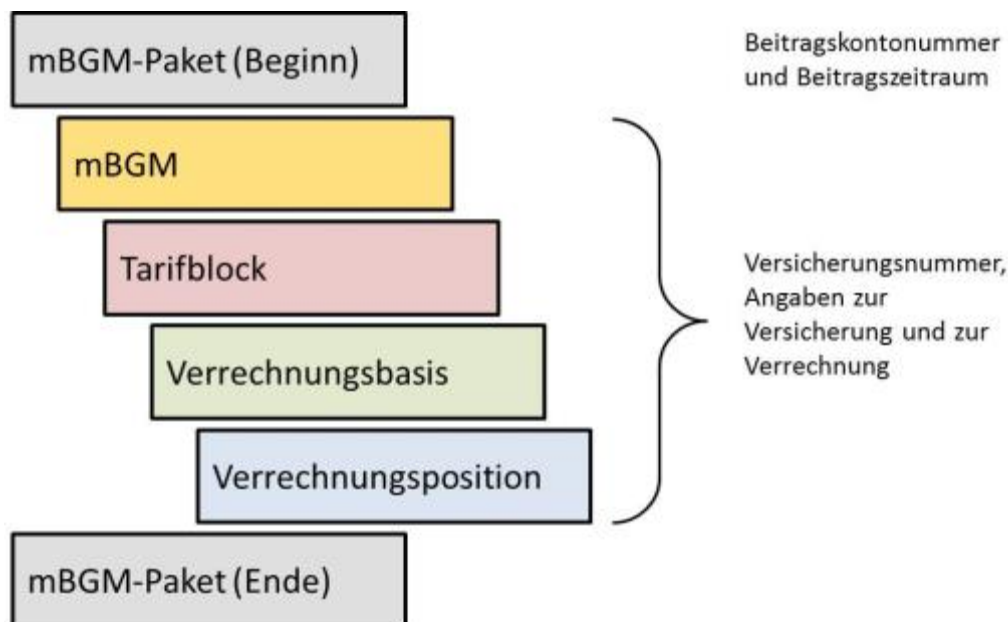 mBGM-Paket (Beginn)
Beitragskontonummer
und Beitragszeitraum
mBGM
Tarifblock
Verrechnungsbasis
Verrechnungsposition
Versicherungsnummer,
Angaben zur
Versicherung und zur
Verrechnung
mBGM-Paket (Ende)